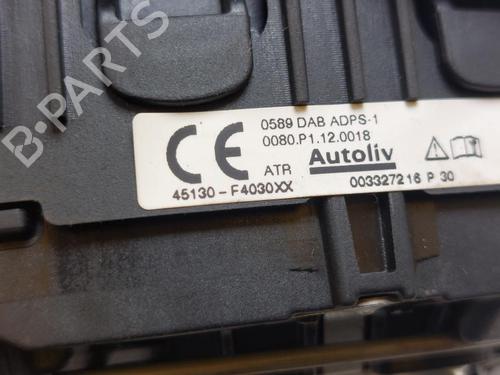 B-PARTS
0589 DAB ADPS-1
0080.P1.12.0018
CE
ATR Autoliv
45130-F4030XX 003327216 P 30